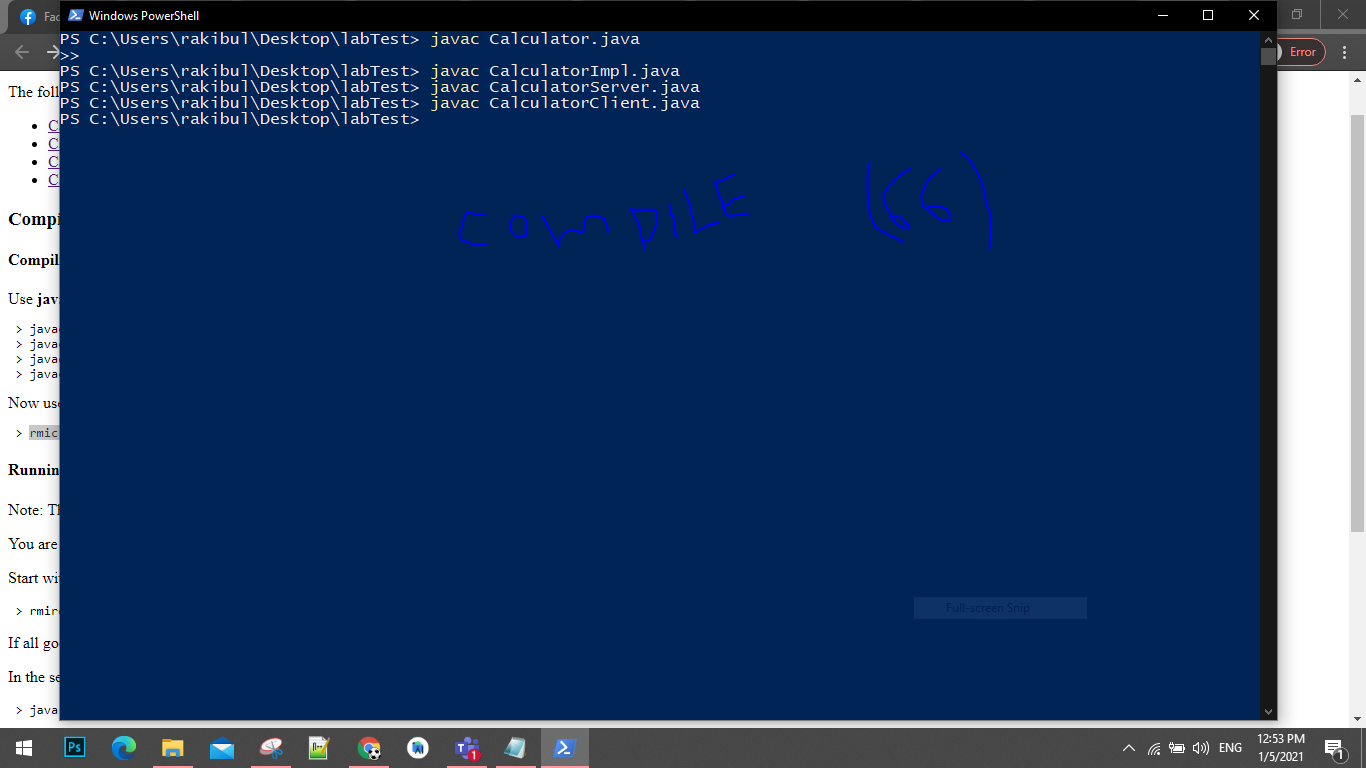 Fac
Windows PowerShell
Error
PS C:\Users\rakibul\Desktop\labTest> javac Calculator.java
>>
PS C:\Users\rakibul\Desktop\labTest> javac CalculatorImpl.java
PS C:\Users\rakibul\Desktop\labTest> javac CalculatorServer.java
PS C:\Users\rakibul\Desktop\labTest> javac CalculatorClient.java
PS C:\Users\rakibul\Desktop\labTest>
COMPILE (66)
The foll
C
C
C
C
Compi
Compil
Use jav
> java
> java
> java
> java
Now use
> rmic
Runnin
Note: Th
You are
Start wi
> rmir
If all go
In the se
> java
Full-screen Snip
Ps
1
ENG
12:53 PM
1/5/2021
1